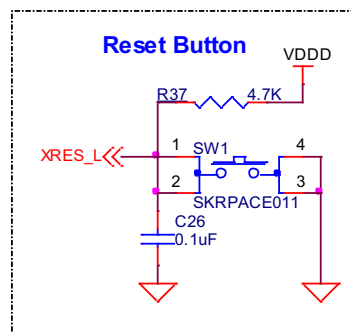 Reset Button
VDDD
R37 4.7K
XRES_L
1 SW1 4
2 3
SKRPACE011
C26
0.1uF